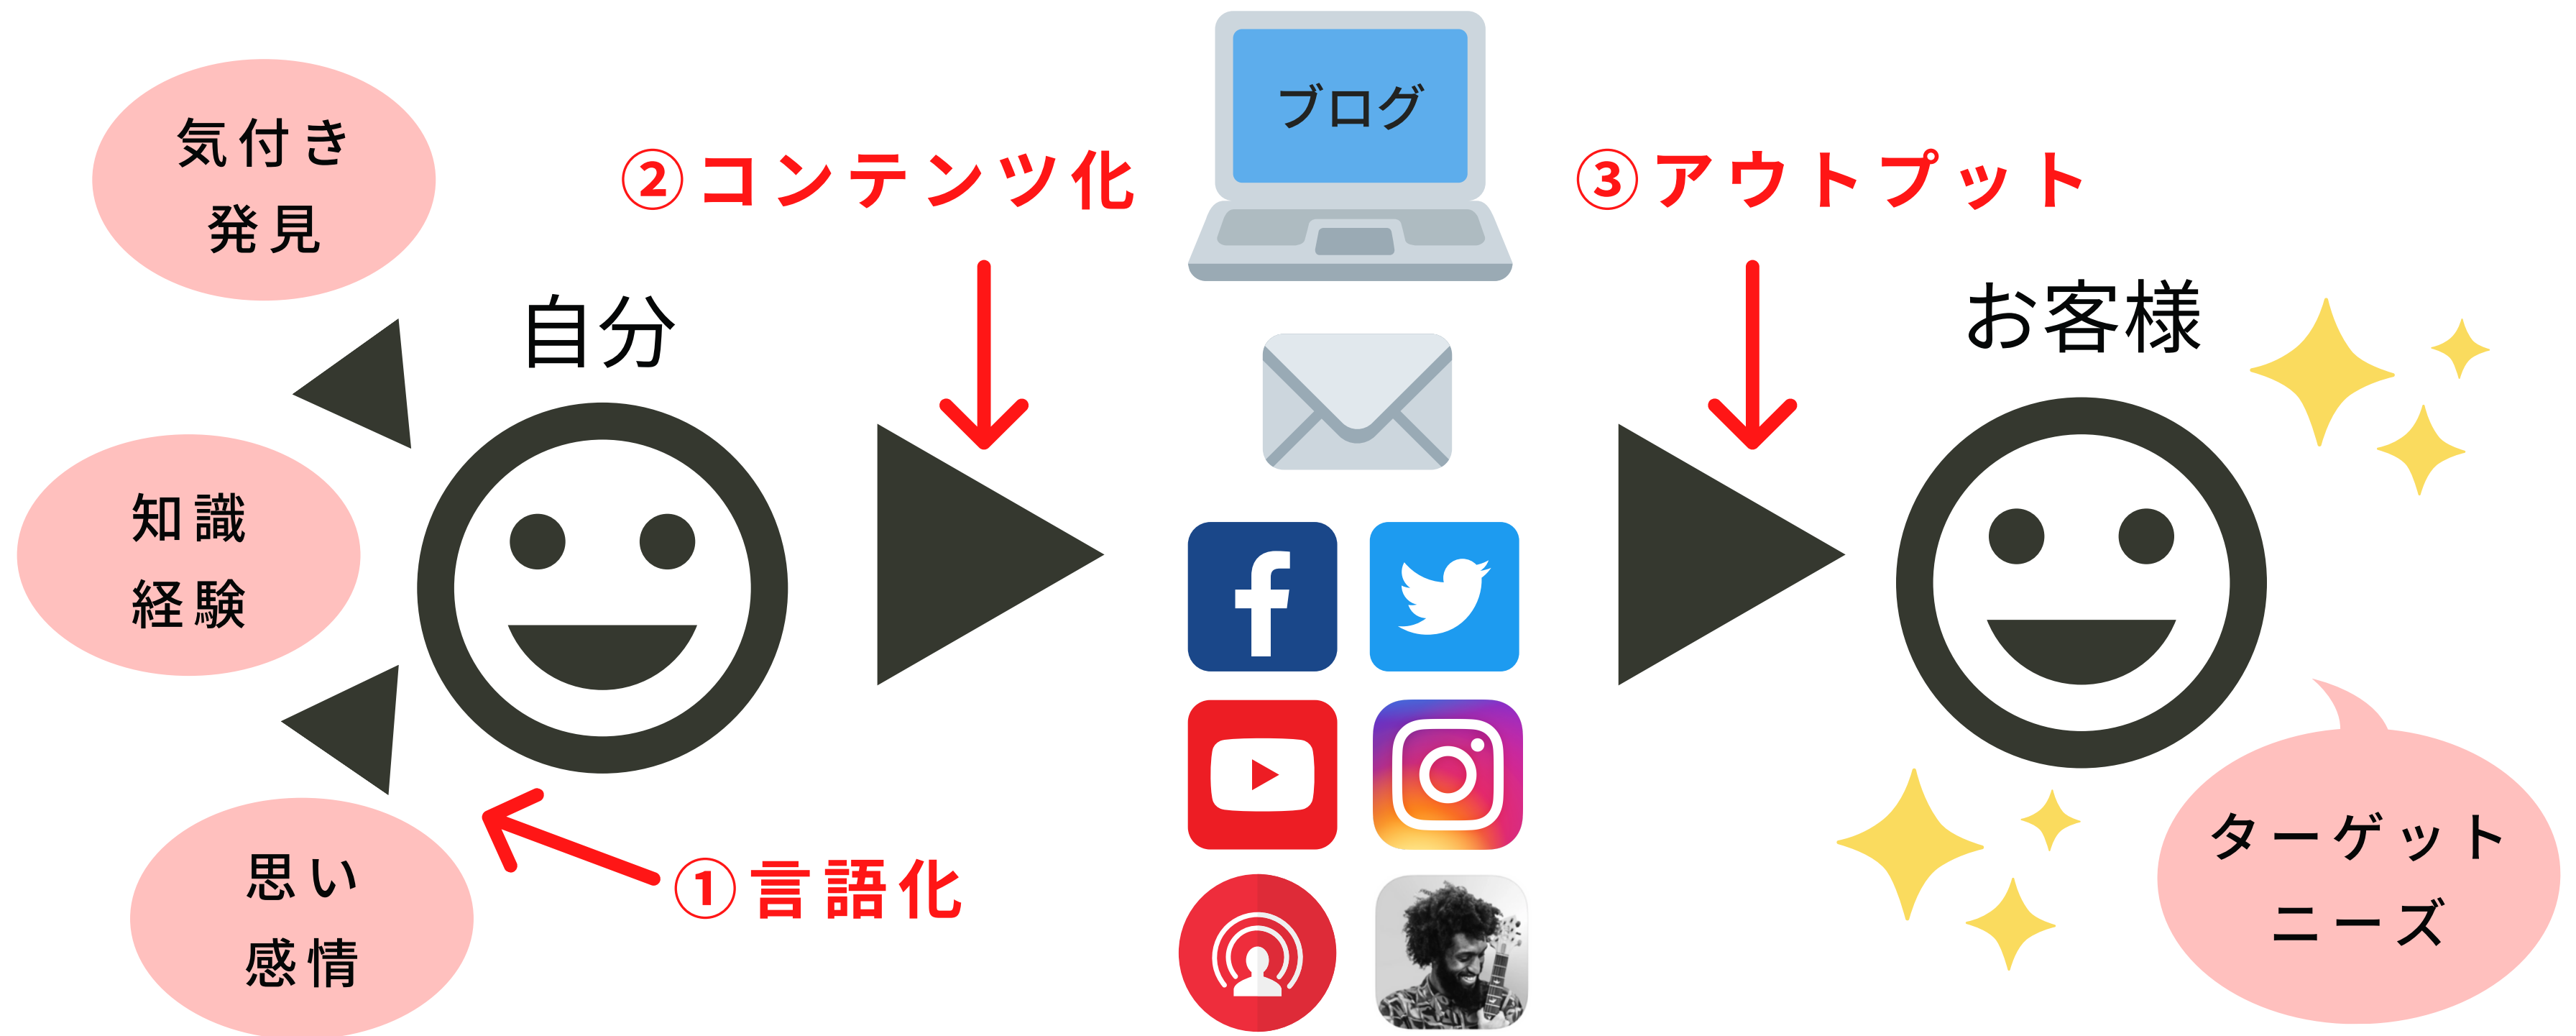 気付き
発見
知識
経験
思い
感情
自分
①言語化
②コンテンツ化
ブログ
③アウトプット
お客様
ターゲット
ニーズ